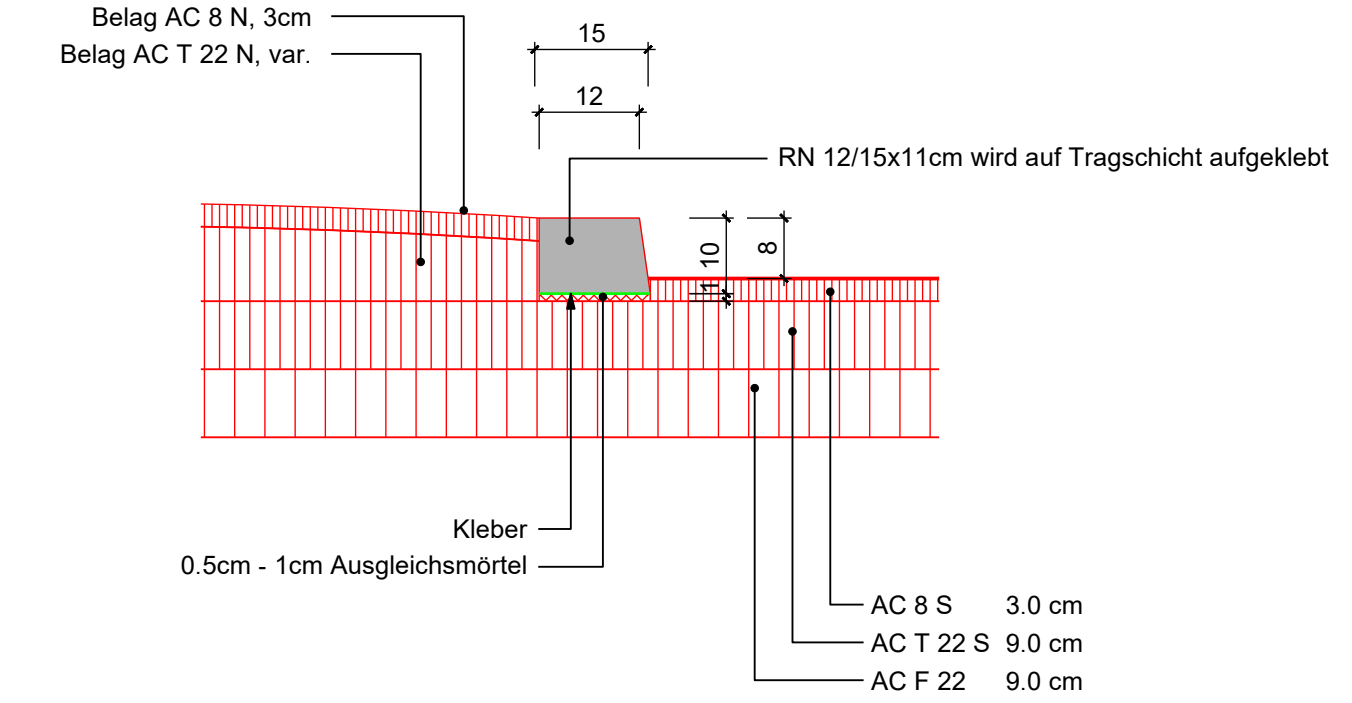 Belag AC 8 N, 3cm
Belag AC T 22 N, var.
15
12
RN 12/15x11cm wird auf Tragschicht aufgeklebt
10
8
1
Kleber
0.5cm - 1cm Ausgleichsmörtel
AC 8 S 3.0 cm
AC T 22 S 9.0 cm
AC F 22 9.0 cm